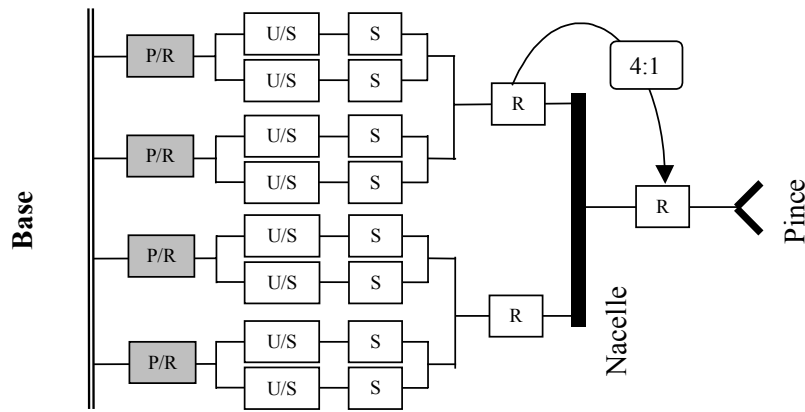 Base
P/R
U/S S
U/S S
P/R
U/S S
U/S S
P/R
U/S S
U/S S
P/R
U/S S
U/S S
R
4:1
R
R
Nacelle
Pince